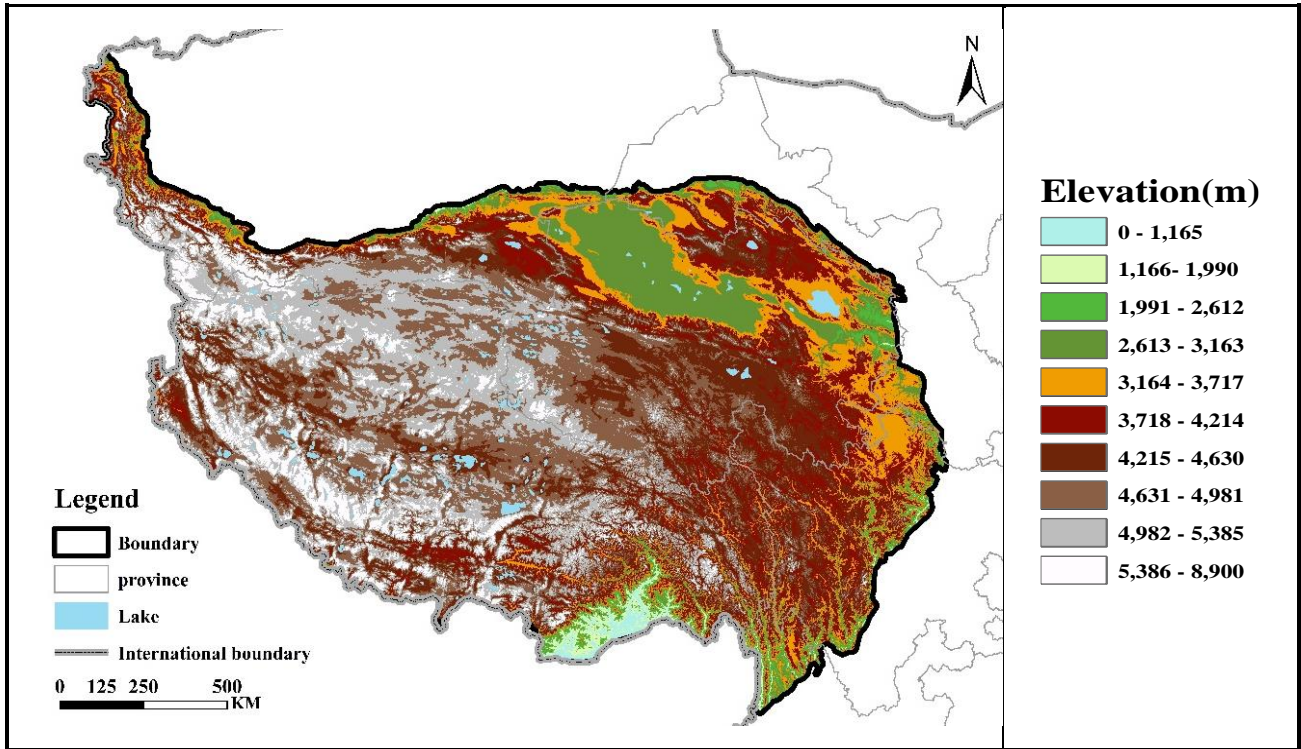 N
Legend
Boundary
province
Lake
International boundary
0 125 250 500
KM
Elevation(m)
0 - 1,165
1,166- 1,990
1,991 - 2,612
2,613 - 3,163
3,164 - 3,717
3,718 - 4,214
4,215 - 4,630
4,631 - 4,981
4,982 - 5,385
5,386 - 8,900